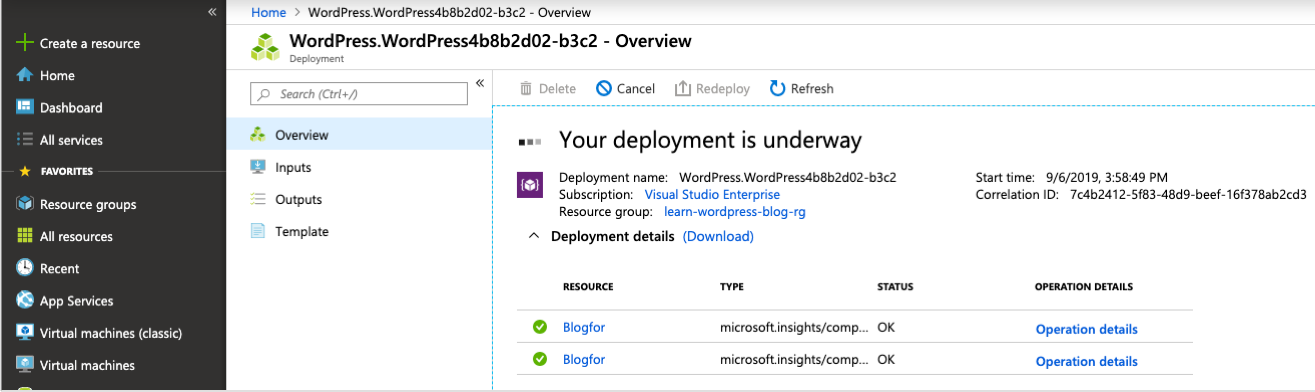 «
Create a resource
Home
Dashboard
All services
FAVORITES
Resource groups
All resources
Recent
App Services
Virtual machines (classic)
Virtual machines
Home > WordPress.WordPress4b8b2d02-b3c2 - Overview
WordPress.WordPress4b8b2d02-b3c2 - Overview
Deployment
Search (Ctrl+/)
«
Overview
Inputs
Outputs
Template
Delete Cancel Redeploy Refresh
Your deployment is underway
Deployment name: WordPress.WordPress4b8b2d02-b3c2
Subscription: Visual Studio Enterprise
Resource group: learn-wordpress-blog-rg
Start time: 9/6/2019, 3:58:49 PM
Correlation ID: 7c4b2412-5f83-48d9-beef-16f378ab2cd3
Deployment details (Download)
RESOURCE TYPE STATUS OPERATION DETAILS
Blogfor microsoft.insights/comp... OK Operation details
Blogfor microsoft.insights/comp... OK Operation details